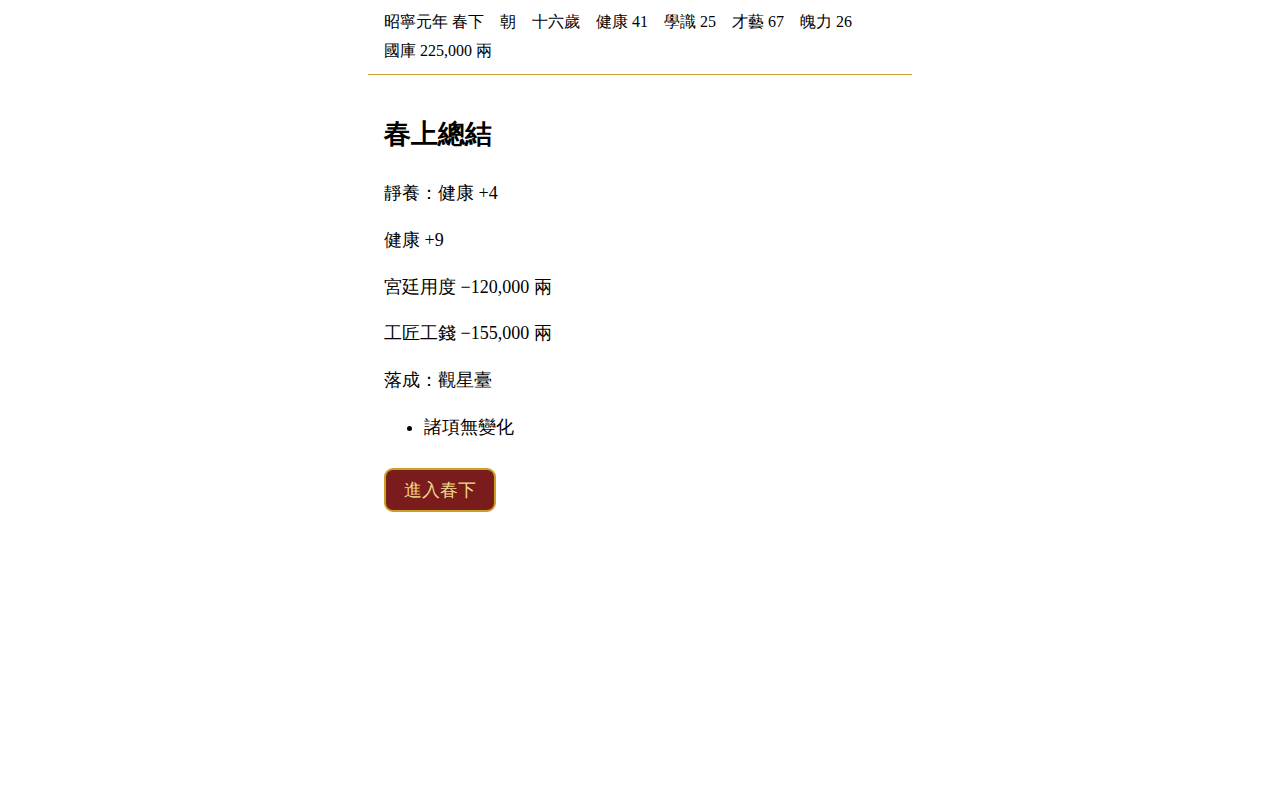 昭寧元年 春下 朝 十六歲 健康 41 學識 25 才藝 67 魄力 26
國庫 225,000 兩
春上總結
靜養：健康 +4
健康 +9
宮廷用度 −120,000 兩
工匠工錢 −155,000 兩
落成：觀星臺
• 諸項無變化
進入春下